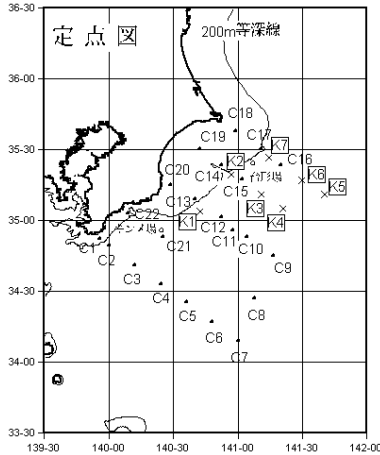 36-30
定点図
200m等深線
36-00
C18
C19
C17
K7
35-30
K2
C16
C14
K6
C20
C15
K5
C13
K3
C22
K1
C12
K4
35-00
C1
C21
C11
C10
C2
C9
C3
34-30
C4
C8
C5
C6
C7
34-00
33-30
139-30
140-00
140-30
141-00
141-30
142-00